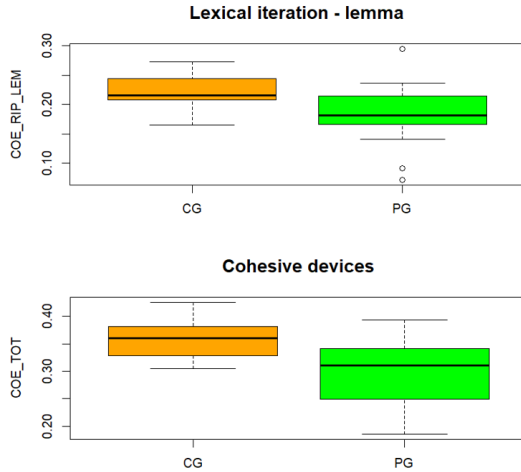 Lexical iteration - lemma
COE_RIP_LEM
0.30
0.20
0.10
CG PG
Cohesive devices
COE_TOT
0.40
0.30
0.20
CG PG